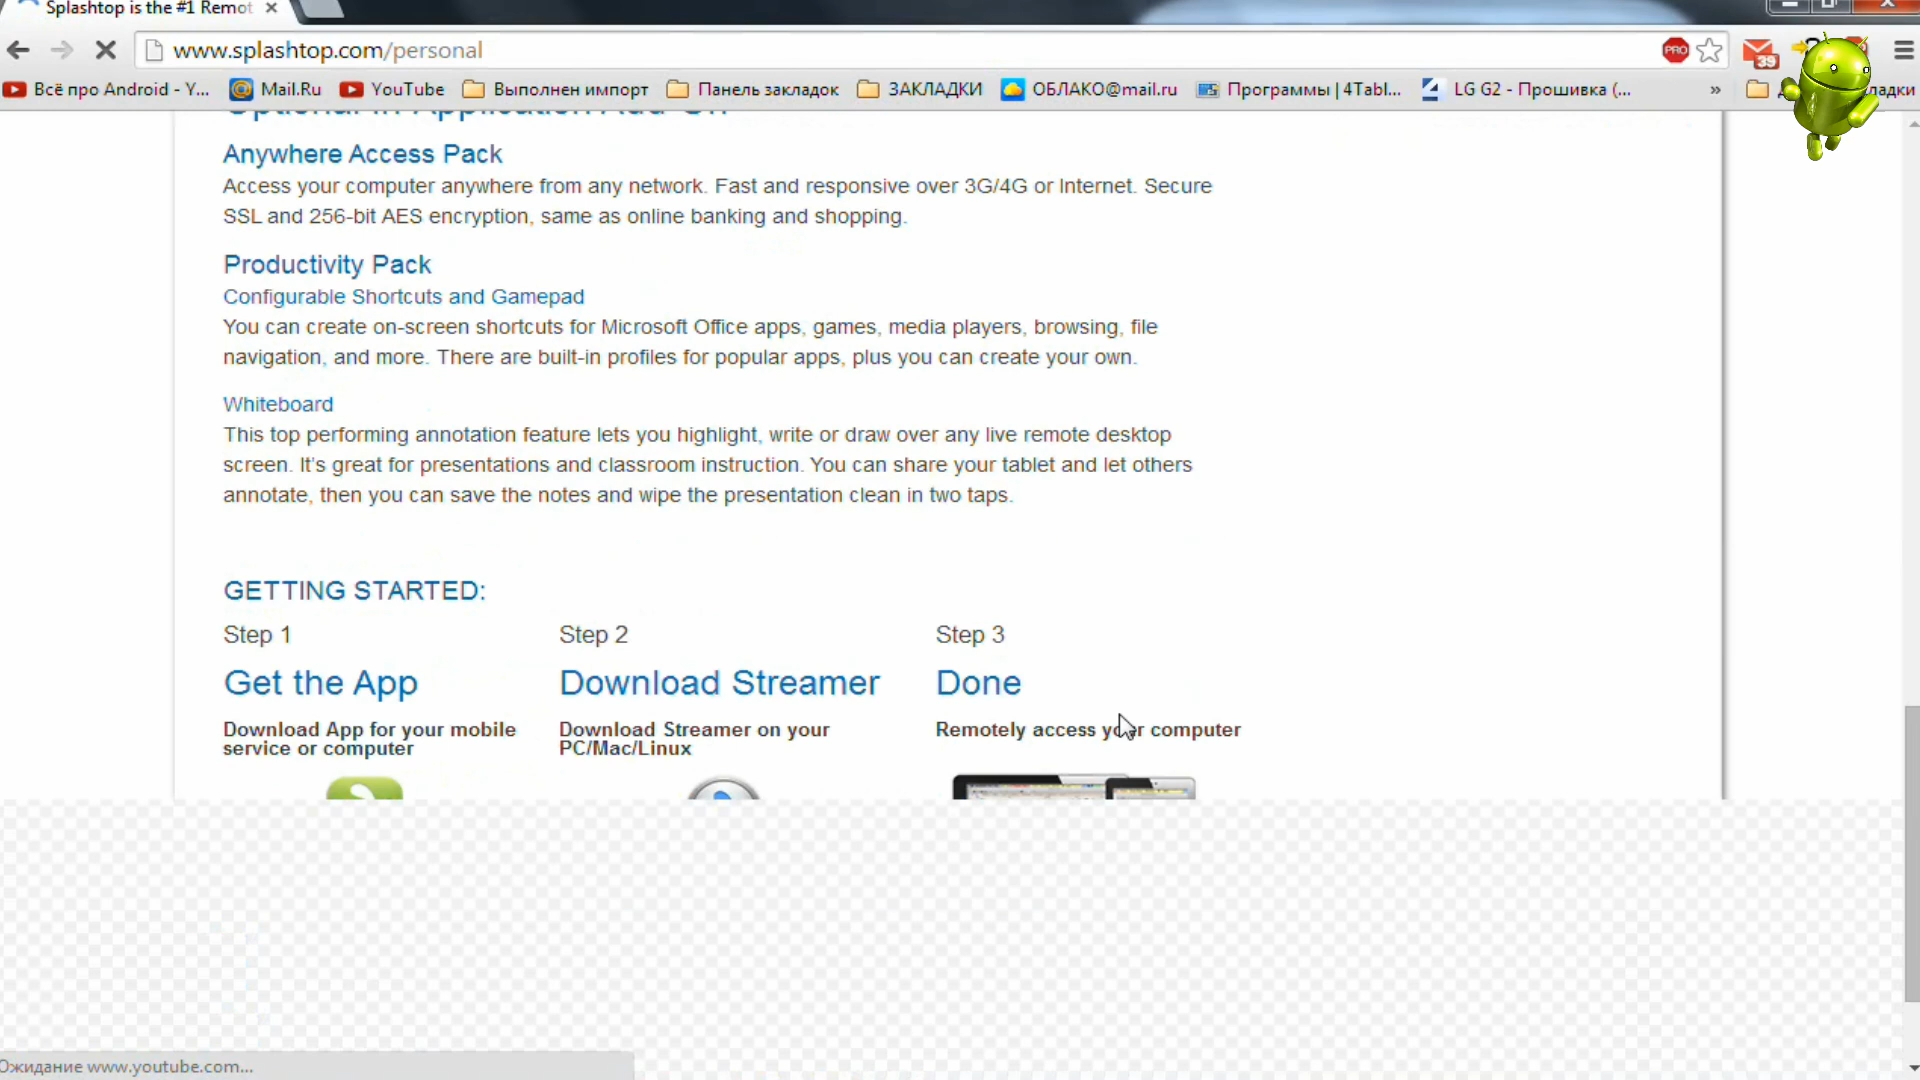 Splashtop is the #1 Remot
www.splashtop.com/personal
PRO
39
Всё про Android - Y...
Mail.Ru
YouTube
Выполнен импорт
Панель закладок
ЗАКЛАДКИ
ОБЛАКО@mail.ru
Программы | 4Tabl...
LG G2 - Прошивка (...
»
Optional In-Application Add-On
Anywhere Access Pack
Access your computer anywhere from any network. Fast and responsive over 3G/4G or Internet. Secure
SSL and 256-bit AES encryption, same as online banking and shopping.
Productivity Pack
Configurable Shortcuts and Gamepad
You can create on-screen shortcuts for Microsoft Office apps, games, media players, browsing, file
navigation, and more. There are built-in profiles for popular apps, plus you can create your own.
Whiteboard
This top performing annotation feature lets you highlight, write or draw over any live remote desktop
screen. It's great for presentations and classroom instruction. You can share your tablet and let others
annotate, then you can save the notes and wipe the presentation clean in two taps.
GETTING STARTED:
Step 1
Get the App
Download App for your mobile
service or computer
Step 2
Download Streamer
Download Streamer on your
PC/Mac/Linux
Step 3
Done
Remotely access your computer
Ожидание www.youtube.com...